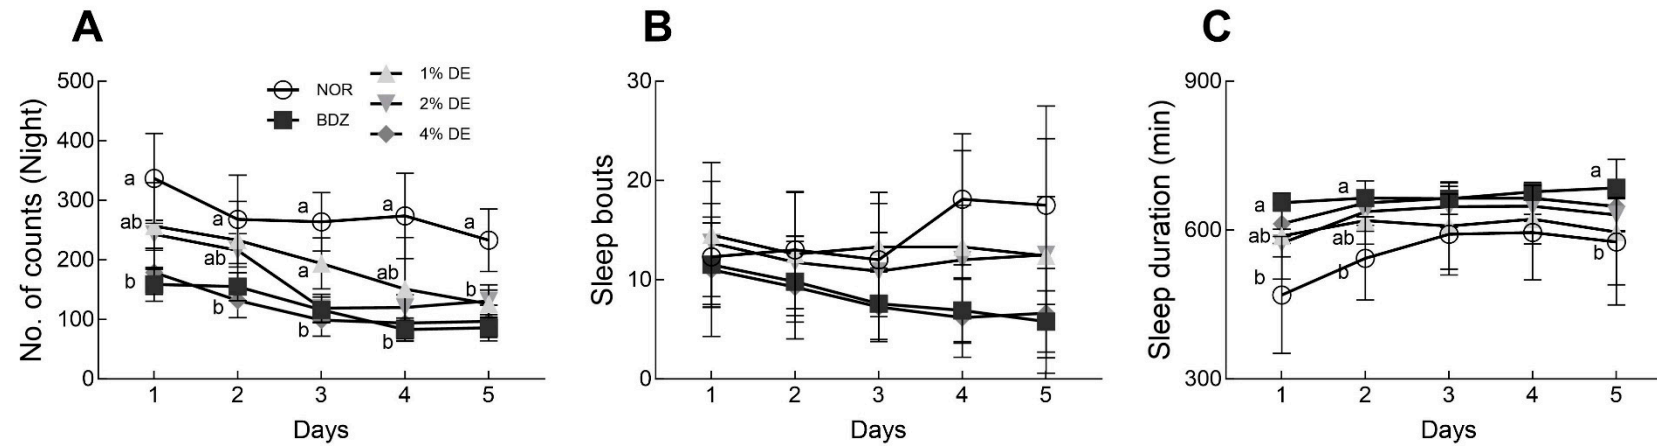 A
No. of counts (Night)
500
400
300
200
100
0
NOR
BDZ
1% DE
2% DE
4% DE
a
ab
b
a
ab
b
a
a
b
a
ab
b
a
b
1 2 3 4 5
Days
B
Sleep bouts
30
20
10
0
1 2 3 4 5
Days
C
Sleep duration (min)
900
600
300
a
ab
b
a
ab
b
a
b
1 2 3 4 5
Days